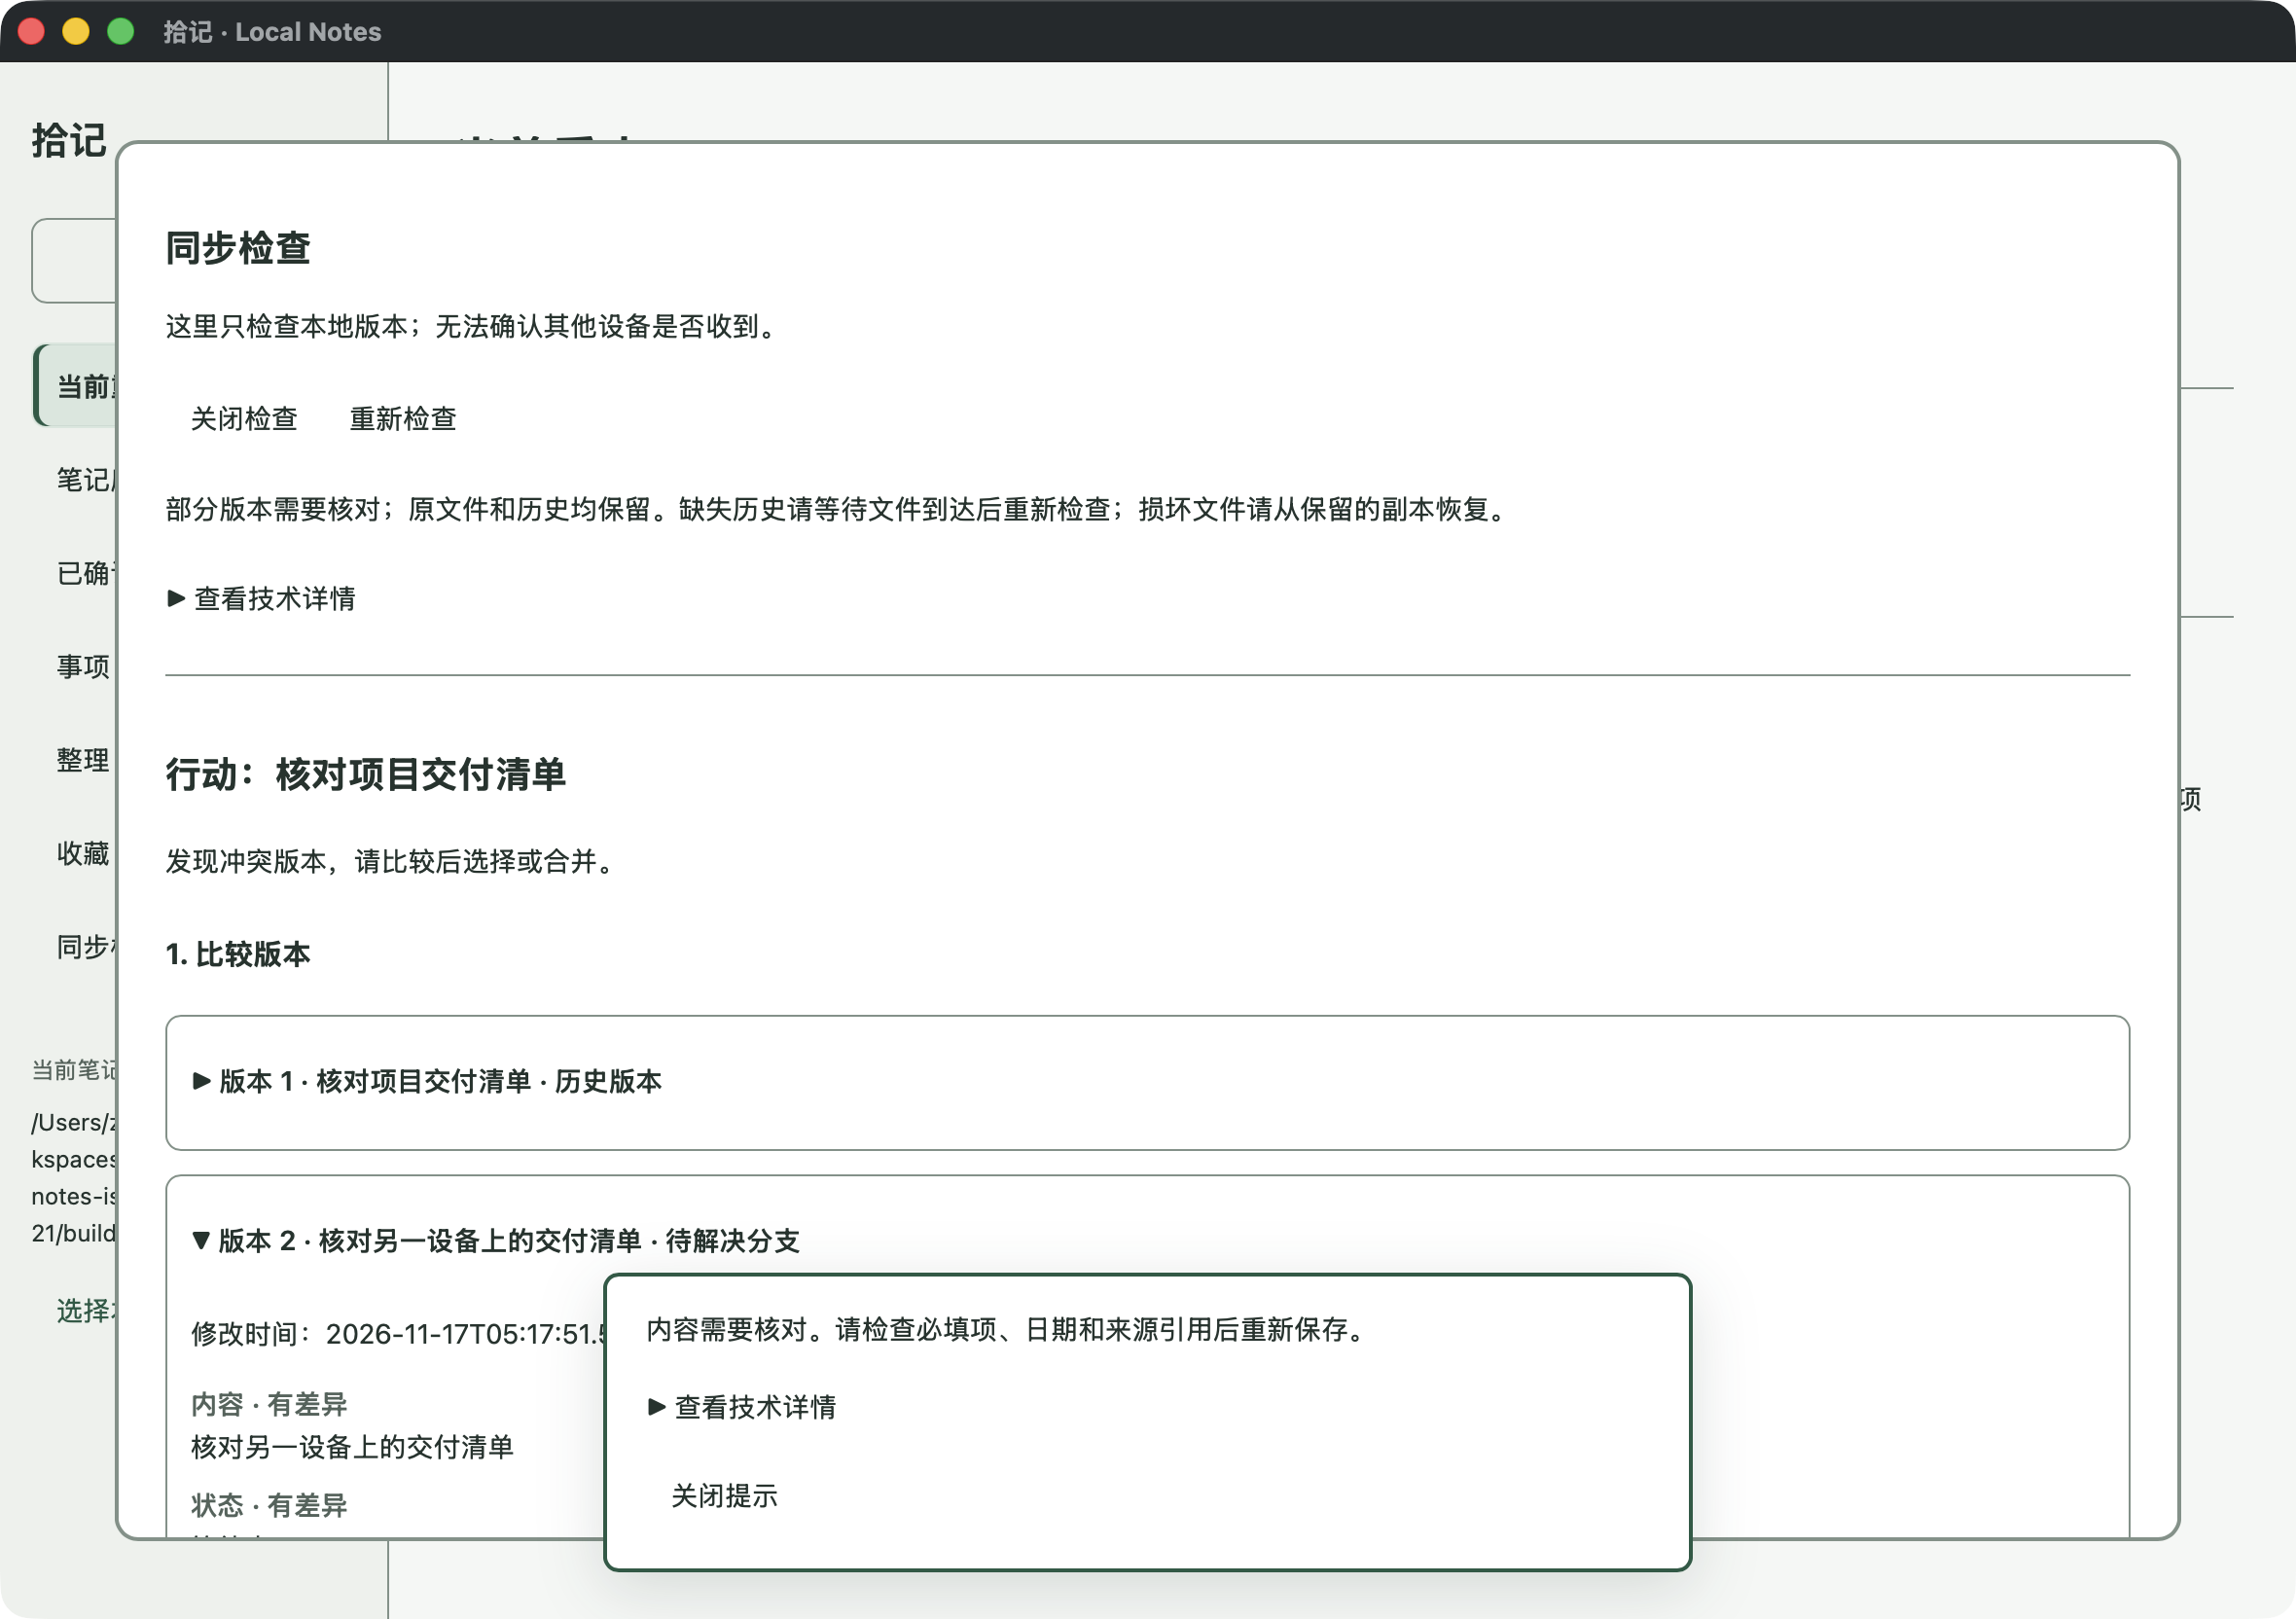 拾记 · Local Notes
拾记
当前
笔记
已确
事项
整理
收藏
同步
当前笔记
/Users/z
kspaces
notes-is
21/build
选择
同步检查
这里只检查本地版本；无法确认其他设备是否收到。
关闭检查
重新检查
部分版本需要核对；原文件和历史均保留。缺失历史请等待文件到达后重新检查；损坏文件请从保留的副本恢复。
▶ 查看技术详情
行动：核对项目交付清单
发现冲突版本，请比较后选择或合并。
1. 比较版本
▶ 版本 1 · 核对项目交付清单 · 历史版本
▼ 版本 2 · 核对另一设备上的交付清单 · 待解决分支
修改时间：2026-11-17T05:17:51.5
内容 · 有差异
核对另一设备上的交付清单
状态 · 有差异
内容需要核对。请检查必填项、日期和来源引用后重新保存。
▶ 查看技术详情
关闭提示
项